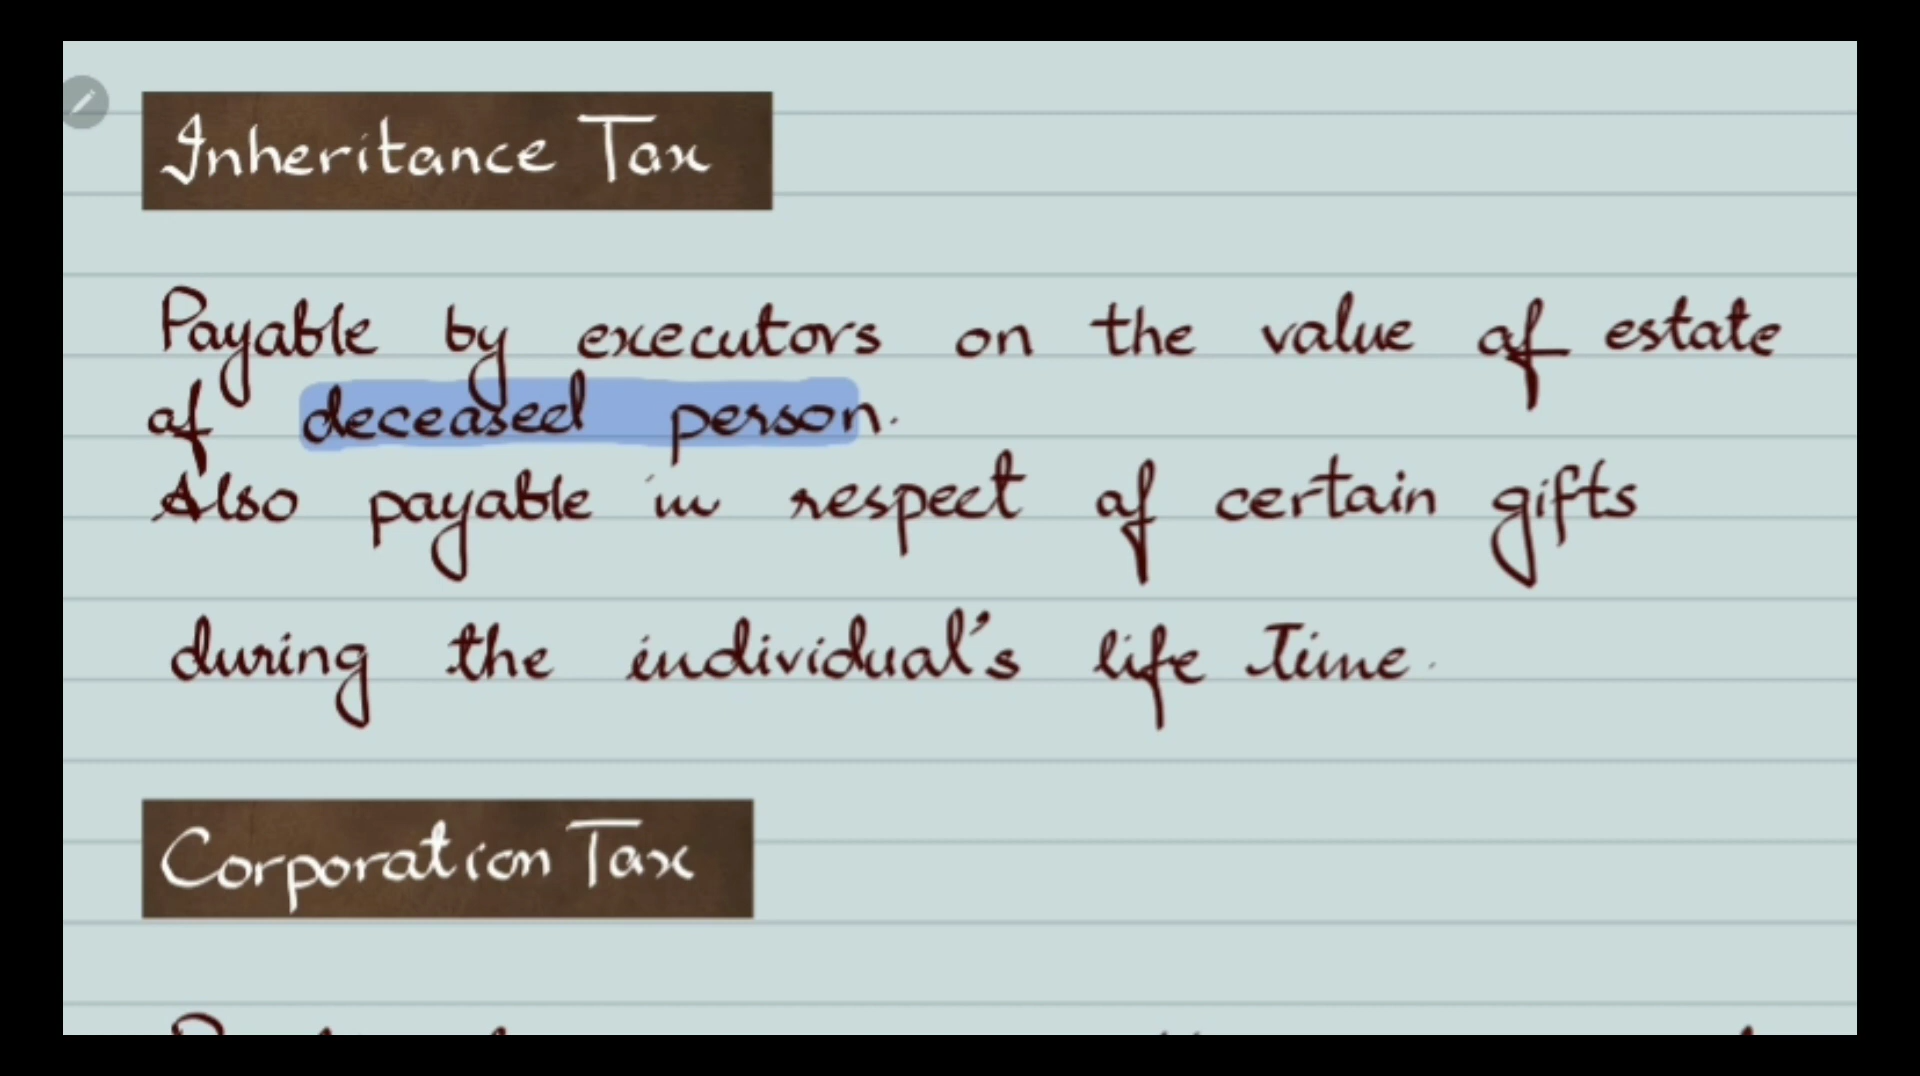 Inheritance Tax
Payable by executors on the value of estate
of deceased person.
Also payable in respect of certain gifts
during the individual's life Time.
Corporation Tax